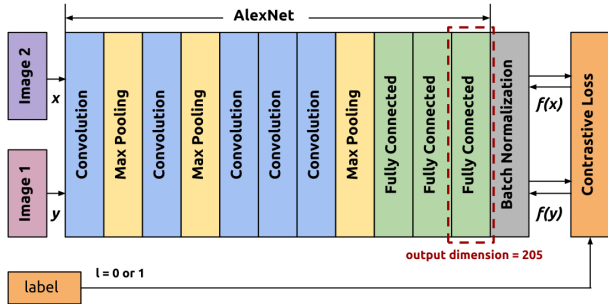 AlexNet
Image 2
x
Image 1
y
Convolution
Max Pooling
Convolution
Max Pooling
Convolution
Convolution
Convolution
Max Pooling
Fully Connected
Fully Connected
Fully Connected
Batch Normalization
f(x)
f(y)
Contrastive Loss
output dimension = 205
label
l = 0 or 1